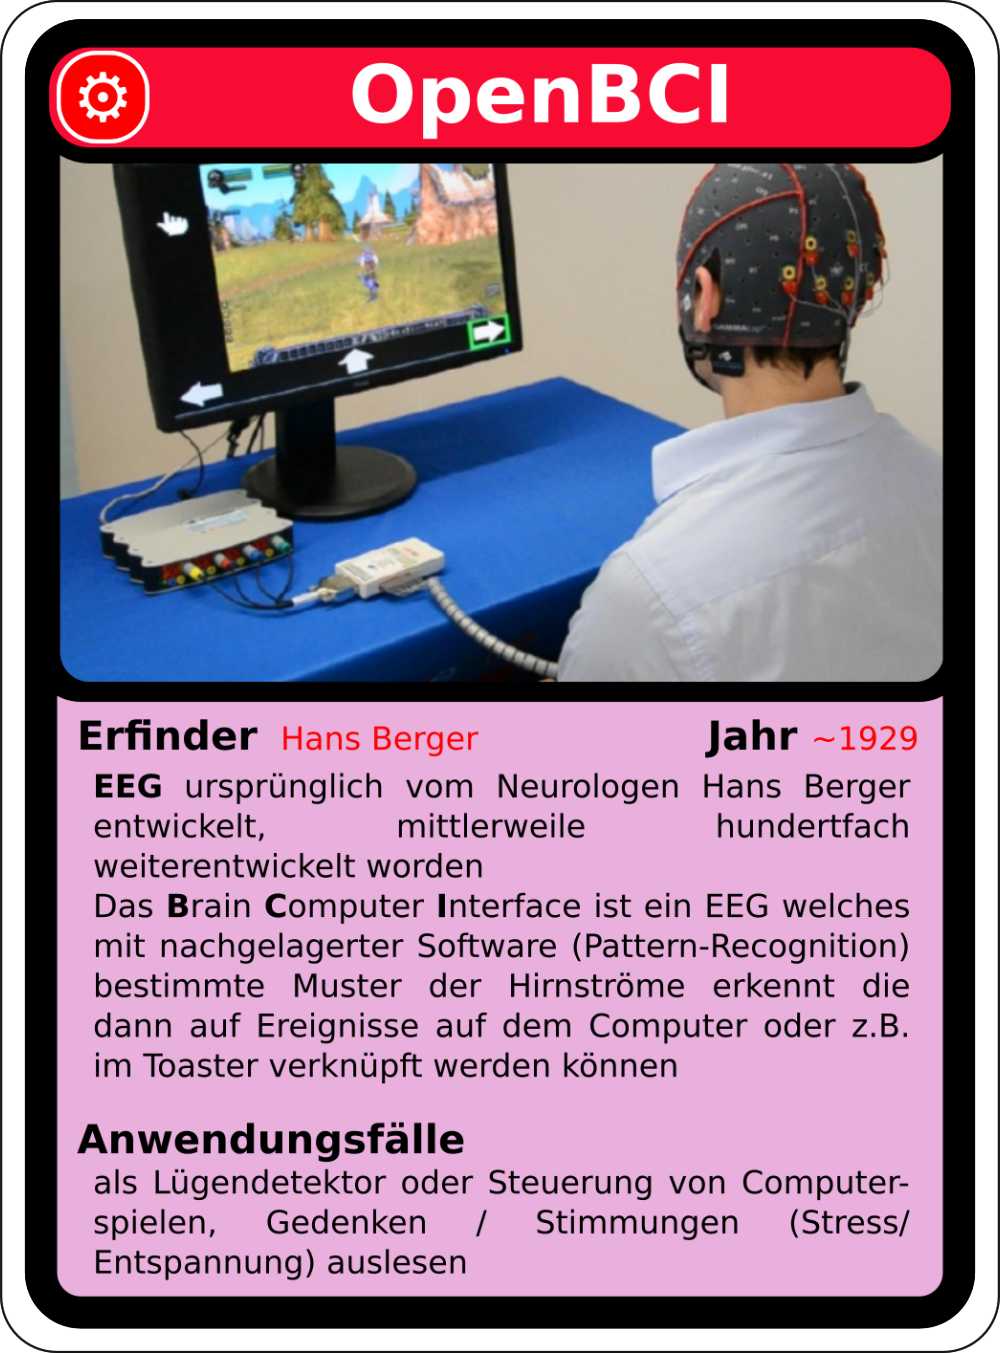 OpenBCI
Erfinder Hans Berger Jahr ~1929
EEG ursprünglich vom Neurologen Hans Berger
entwickelt, mittlerweile hundertfach
weiterentwickelt worden
Das Brain Computer Interface ist ein EEG welches
mit nachgelagerter Software (Pattern-Recognition)
bestimmte Muster der Hirnströme erkennt die
dann auf Ereignisse auf dem Computer oder z.B.
im Toaster verknüpft werden können
Anwendungsfälle
als Lügendetektor oder Steuerung von Computer-
spielen, Gedenken / Stimmungen (Stress/
Entspannung) auslesen